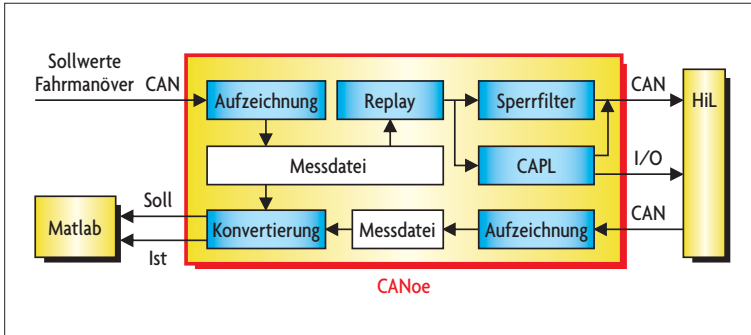 Sollwerte
Fahrmanöver CAN
Aufzeichnung
Replay
Sperrfilter
CAN
HiL
Messdatei
CAPL
I/O
Matlab
Soll
Ist
Konvertierung
Messdatei
Aufzeichnung
CAN
CANoe